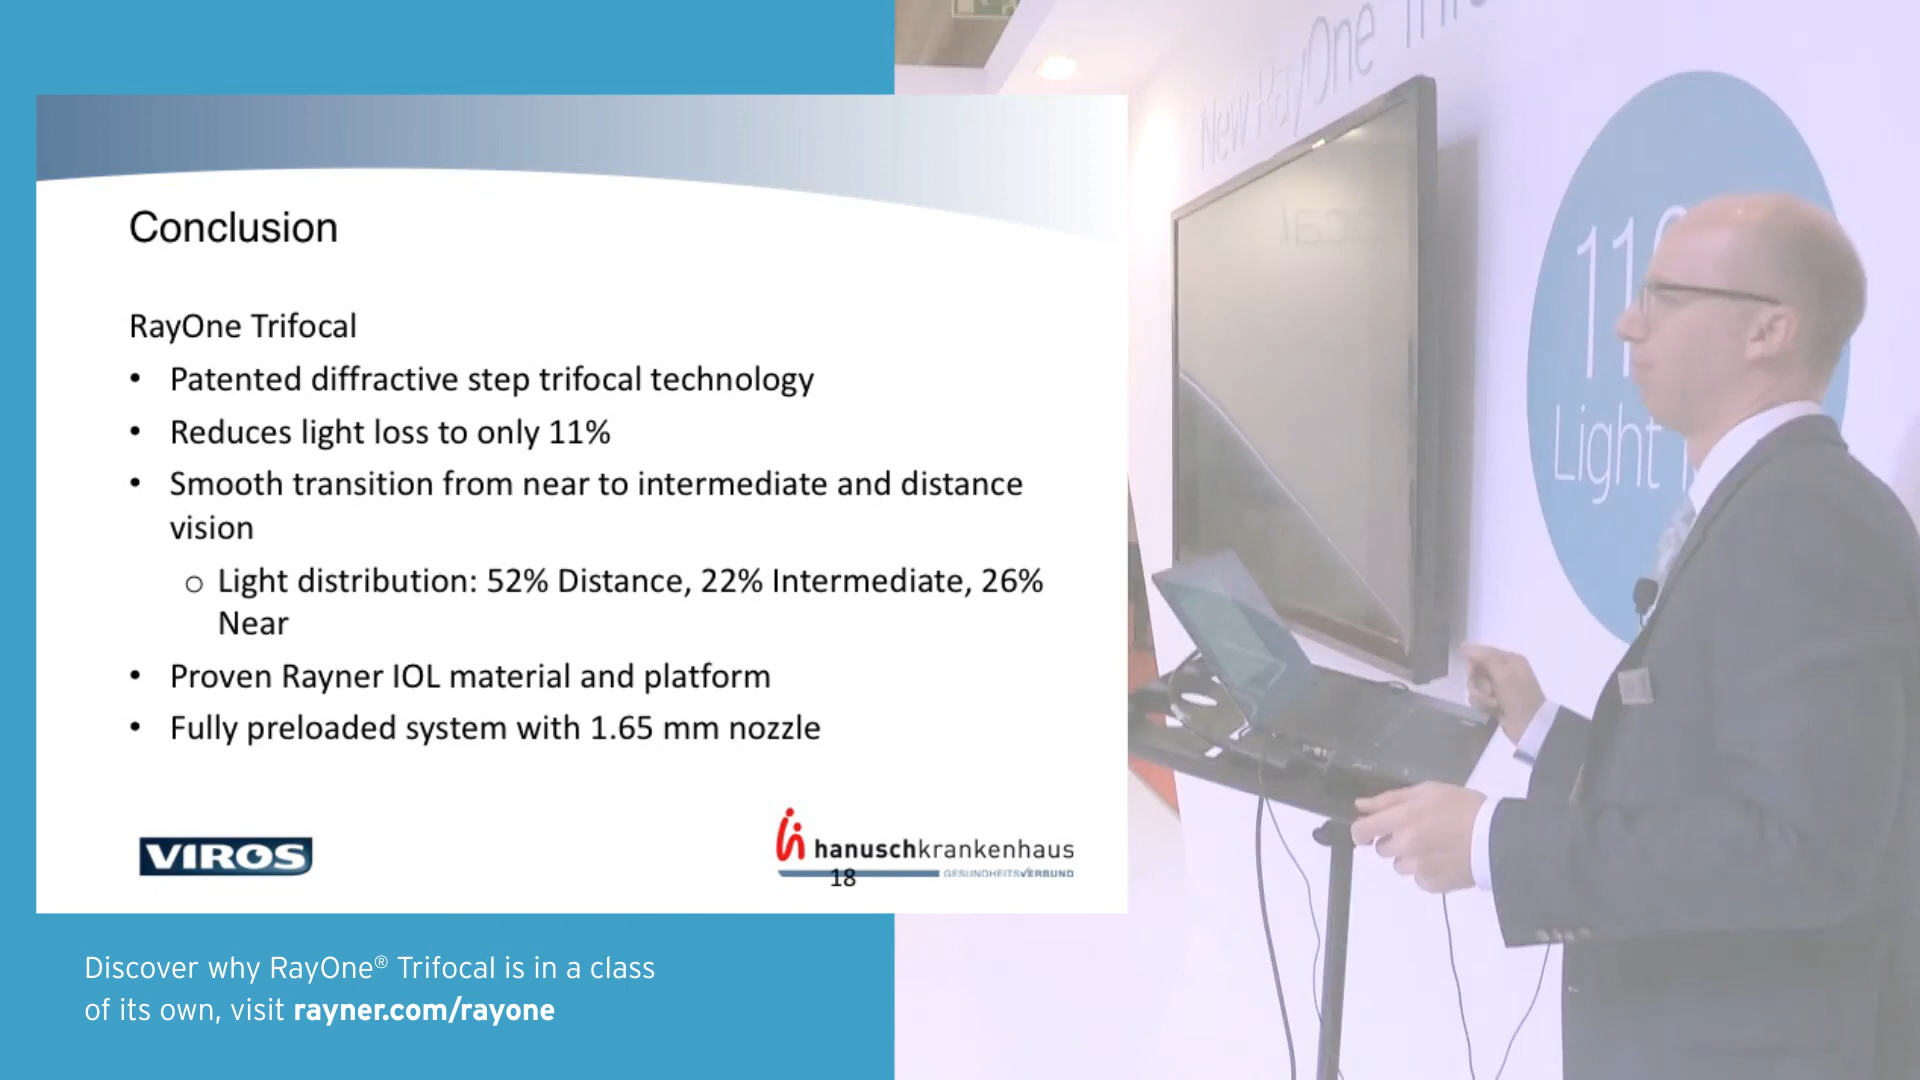 Conclusion
RayOne Trifocal
• Patented diffractive step trifocal technology
• Reduces light loss to only 11%
• Smooth transition from near to intermediate and distance
vision
o Light distribution: 52% Distance, 22% Intermediate, 26%
Near
• Proven Rayner IOL material and platform
• Fully preloaded system with 1.65 mm nozzle
VIROS
hanuschkrankenhaus
GESUNDHEITSVERBUND
18
Discover why RayOne® Trifocal is in a class
of its own, visit rayner.com/rayone
New RayOne
11
Light